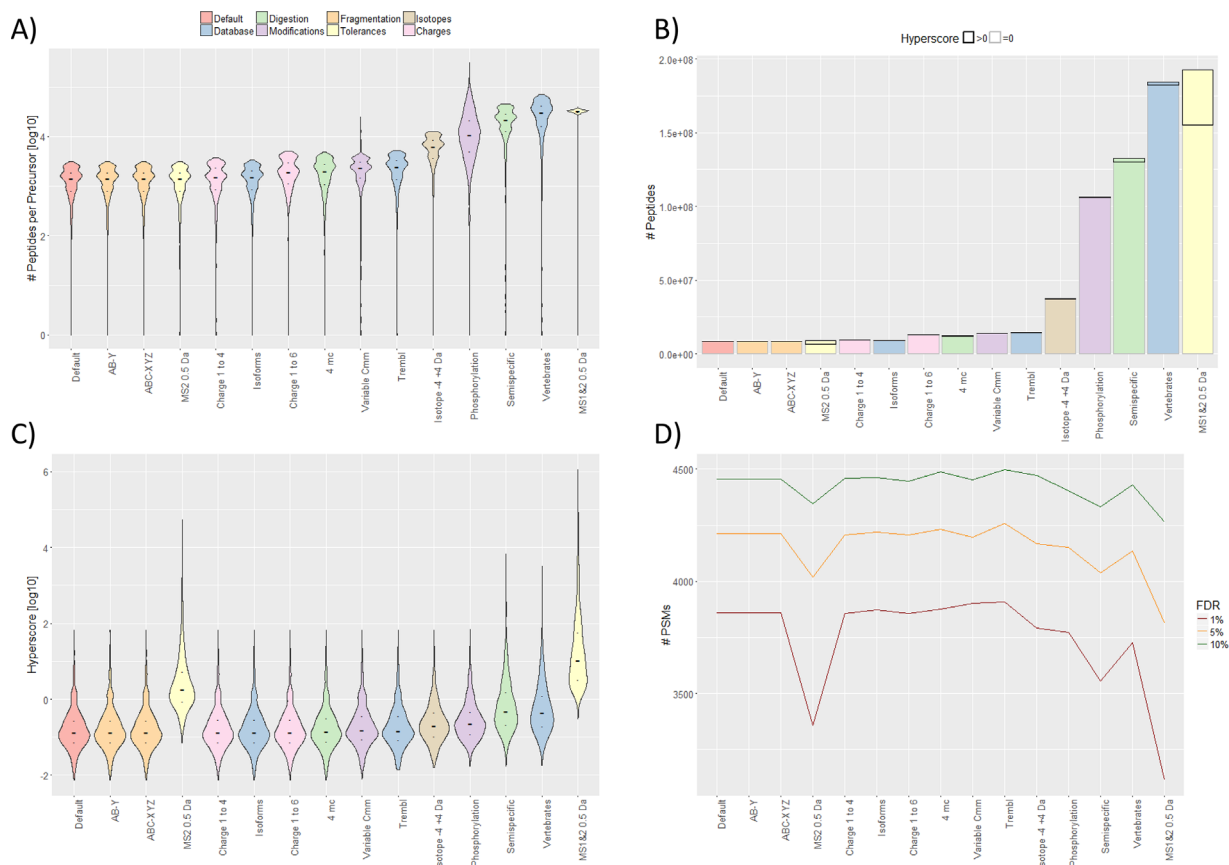 A)
Default
Digestion
Fragmentation
Isotopes
Database
Modifications
Tolerances
Charges
# Peptides per Precursor [log10]
4
2
0
Default
AB-Y
ABC-XYZ
MS2 0.5 Da
Charge 1 to 4
Isoforms
Charge 1 to 6
4 mc
Variable Cmm
Trembl
Isotope -4 +4 Da
Phosphorylation
Semispecific
Vertebrates
MS1&2 0.5 Da
B)
Hyperscore >0 =0
# Peptides
2.0e+08
1.5e+08
1.0e+08
5.0e+07
0.0e+00
Default
AB-Y
ABC-XYZ
MS2 0.5 Da
Charge 1 to 4
Isoforms
Charge 1 to 6
4 mc
Variable Cmm
Trembl
Isotope -4 +4 Da
Phosphorylation
Semispecific
Vertebrates
MS1&2 0.5 Da
C)
Hyperscore [log10]
6
4
2
0
-2
Default
AB-Y
ABC-XYZ
MS2 0.5 Da
Charge 1 to 4
Isoforms
Charge 1 to 6
4 mc
Variable Cmm
Trembl
Isotope -4 +4 Da
Phosphorylation
Semispecific
Vertebrates
MS1&2 0.5 Da
D)
# PSMs
4500
4000
3500
Default
AB-Y
ABC-XYZ
MS2 0.5 Da
Charge 1 to 4
Isoforms
Charge 1 to 6
4 mc
Variable Cmm
Trembl
Isotope -4 +4 Da
Phosphorylation
Semispecific
Vertebrates
MS1&2 0.5 Da
FDR
1%
5%
10%